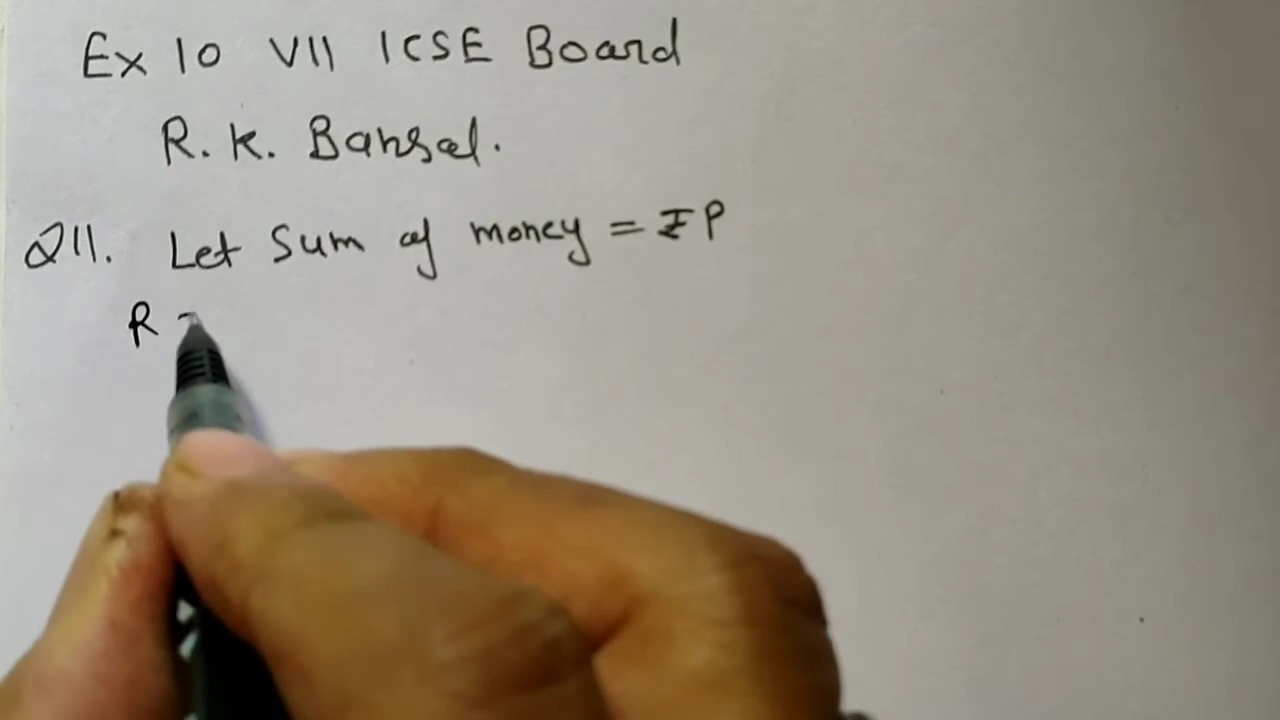 Ex 10 VII ICSE Board
R. K. Bansal.
Q11. Let Sum of money = ₹P
R